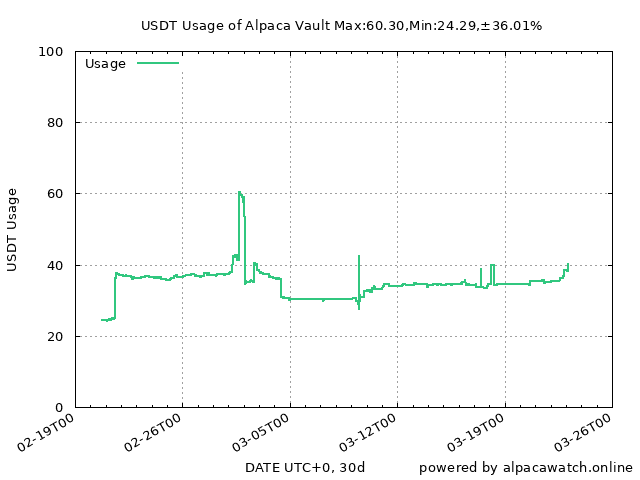 USDT Usage of Alpaca Vault Max:60.30,Min:24.29,±36.01%
Usage
100
80
60
40
20
0
USDT Usage
02-19T00
02-26T00
03-05T00
03-12T00
03-19T00
03-26T00
DATE UTC+0, 30d
powered by alpacawatch.online